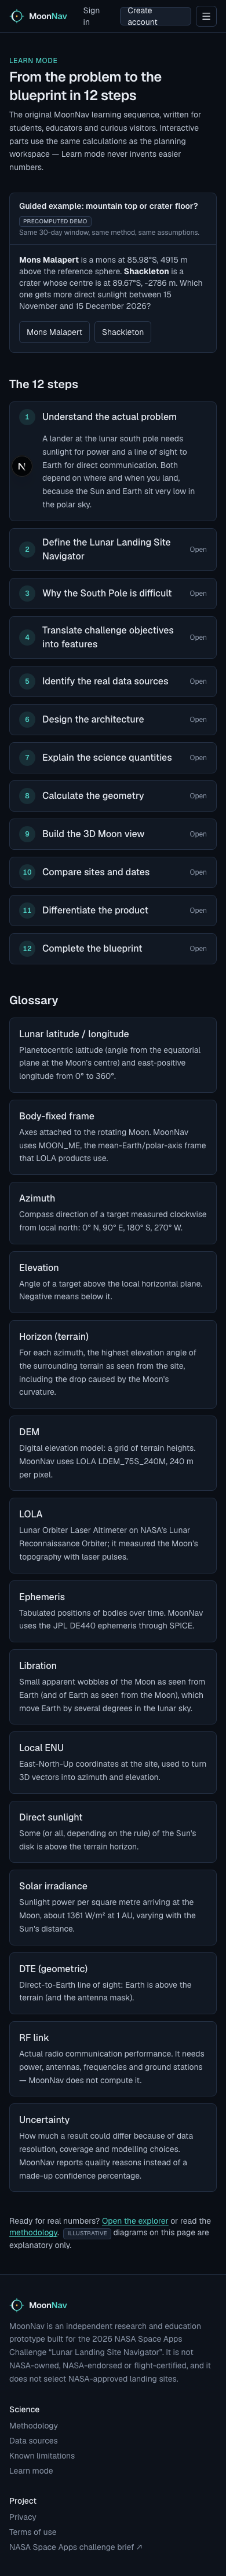 MoonNav
Sign
in
Create
account
LEARN MODE
From the problem to the
blueprint in 12 steps
The original MoonNav learning sequence, written for
students, educators and curious visitors. Interactive
parts use the same calculations as the planning
workspace — Learn mode never invents easier
numbers.
Guided example: mountain top or crater floor?
PRECOMPUTED DEMO
Same 30-day window, same method, same assumptions.
Mons Malapert is a mons at 85.98°S, 4915 m
above the reference sphere. Shackleton is a
crater whose centre is at 89.67°S, -2786 m. Which
one gets more direct sunlight between 15
November and 15 December 2026?
Mons Malapert
Shackleton
The 12 steps
1 Understand the actual problem
A lander at the lunar south pole needs
sunlight for power and a line of sight to
Earth for direct communication. Both
depend on where and when you land,
because the Sun and Earth sit very low in
the polar sky.
N
2 Define the Lunar Landing Site
Navigator
Open
3 Why the South Pole is difficult Open
4 Translate challenge objectives
into features
Open
5 Identify the real data sources Open
6 Design the architecture Open
7 Explain the science quantities Open
8 Calculate the geometry Open
9 Build the 3D Moon view Open
10 Compare sites and dates Open
11 Differentiate the product Open
12 Complete the blueprint Open
Glossary
Lunar latitude / longitude
Planetocentric latitude (angle from the equatorial
plane at the Moon's centre) and east-positive
longitude from 0° to 360°.
Body-fixed frame
Axes attached to the rotating Moon. MoonNav
uses MOON_ME, the mean-Earth/polar-axis frame
that LOLA products use.
Azimuth
Compass direction of a target measured clockwise
from local north: 0° N, 90° E, 180° S, 270° W.
Elevation
Angle of a target above the local horizontal plane.
Negative means below it.
Horizon (terrain)
For each azimuth, the highest elevation angle of
the surrounding terrain as seen from the site,
including the drop caused by the Moon's
curvature.
DEM
Digital elevation model: a grid of terrain heights.
MoonNav uses LOLA LDEM_75S_240M, 240 m
per pixel.
LOLA
Lunar Orbiter Laser Altimeter on NASA's Lunar
Reconnaissance Orbiter; it measured the Moon's
topography with laser pulses.
Ephemeris
Tabulated positions of bodies over time. MoonNav
uses the JPL DE440 ephemeris through SPICE.
Libration
Small apparent wobbles of the Moon as seen from
Earth (and of Earth as seen from the Moon), which
move Earth by several degrees in the lunar sky.
Local ENU
East-North-Up coordinates at the site, used to turn
3D vectors into azimuth and elevation.
Direct sunlight
Some (or all, depending on the rule) of the Sun's
disk is above the terrain horizon.
Solar irradiance
Sunlight power per square metre arriving at the
Moon, about 1361 W/m² at 1 AU, varying with the
Sun's distance.
DTE (geometric)
Direct-to-Earth line of sight: Earth is above the
terrain (and the antenna mask).
RF link
Actual radio communication performance. It needs
power, antennas, frequencies and ground stations
— MoonNav does not compute it.
Uncertainty
How much a result could differ because of data
resolution, coverage and modelling choices.
MoonNav reports quality reasons instead of a
made-up confidence percentage.
Ready for real numbers? Open the explorer or read the
methodology. ILLUSTRATIVE diagrams on this page are
explanatory only.
MoonNav
MoonNav is an independent research and education
prototype built for the 2026 NASA Space Apps
Challenge "Lunar Landing Site Navigator". It is not
NASA-owned, NASA-endorsed or flight-certified, and it
does not select NASA-approved landing sites.
Science
Methodology
Data sources
Known limitations
Learn mode
Project
Privacy
Terms of use
NASA Space Apps challenge brief ↗